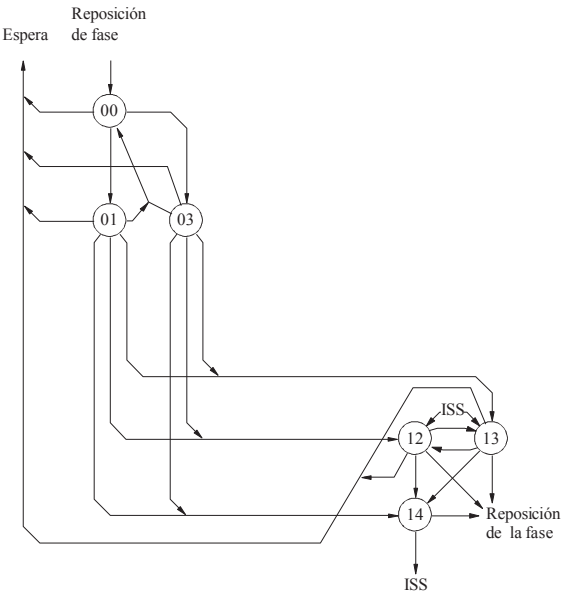 Reposición
de fase
Espera
00
01
03
ISS
12
13
14
Reposición
de la fase
ISS